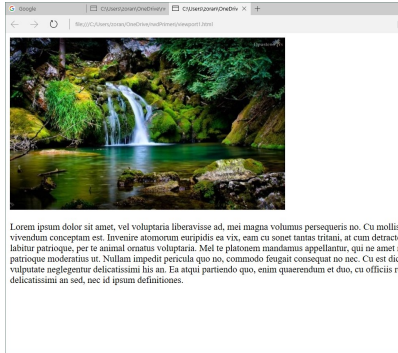 Google
C:\Users\zoran\OneDrive\v
C:\Users\zoran\OneDriv
file:///C:/Users/zoran/OneDrive/webPrimeri/viewport1.html
Lorem ipsum dolor sit amet, vel voluptaria liberavisse ad, mei magna volumus persequeris no. Cu mollis
vivendum conceptam est. Invenire atomorum euripidis ea vix, eam cu sonet tantas tritani, at cum detract
labitur patrioque, per te animal ornatus voluptaria. Mel te platonem mandamus appellantur, qui ne amet
patrioque moderatius ut. Nullam impedit pericula quo no, commodo feugait consequat no nec. Cu est dic
vulputate neglegentur delicatissimi his an. Ea atqui partiendo quo, enim quaerendum et duo, cu officiis
delicatissimi an sed, nec id ipsum definitiones.